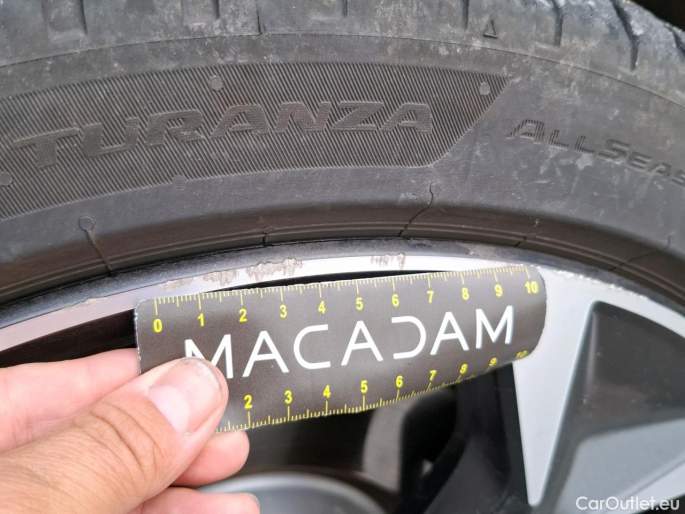 TURANZA
ALLSEAS
0 1 2 3 4 5 6 7 8 9 10
MACADAM
2 3 4 5 6 7 8 9 10
CarOutlet.eu